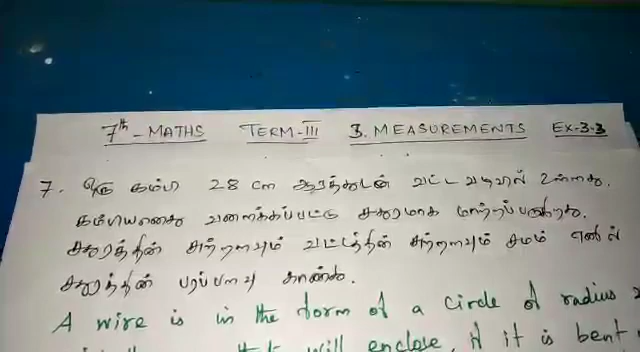 7th - MATHS TERM-III 3. MEASUREMENTS EX-3.3
7. ஒரு கம்பி 28 cm ஆரத்துடன் வட்ட வடிவில் உள்ளது.
கம்பியானது வளைக்கப்பட்டு சதுரமாக மாற்றப்படுகிறது.
சதுரத்தின் சுற்றளவும் வட்டத்தின் சுற்றளவும் சமம் எனில்
சதுரத்தின் பரப்பளவு காண்க.
A wire is in the form of a circle of radius
will enclose, if it is bent